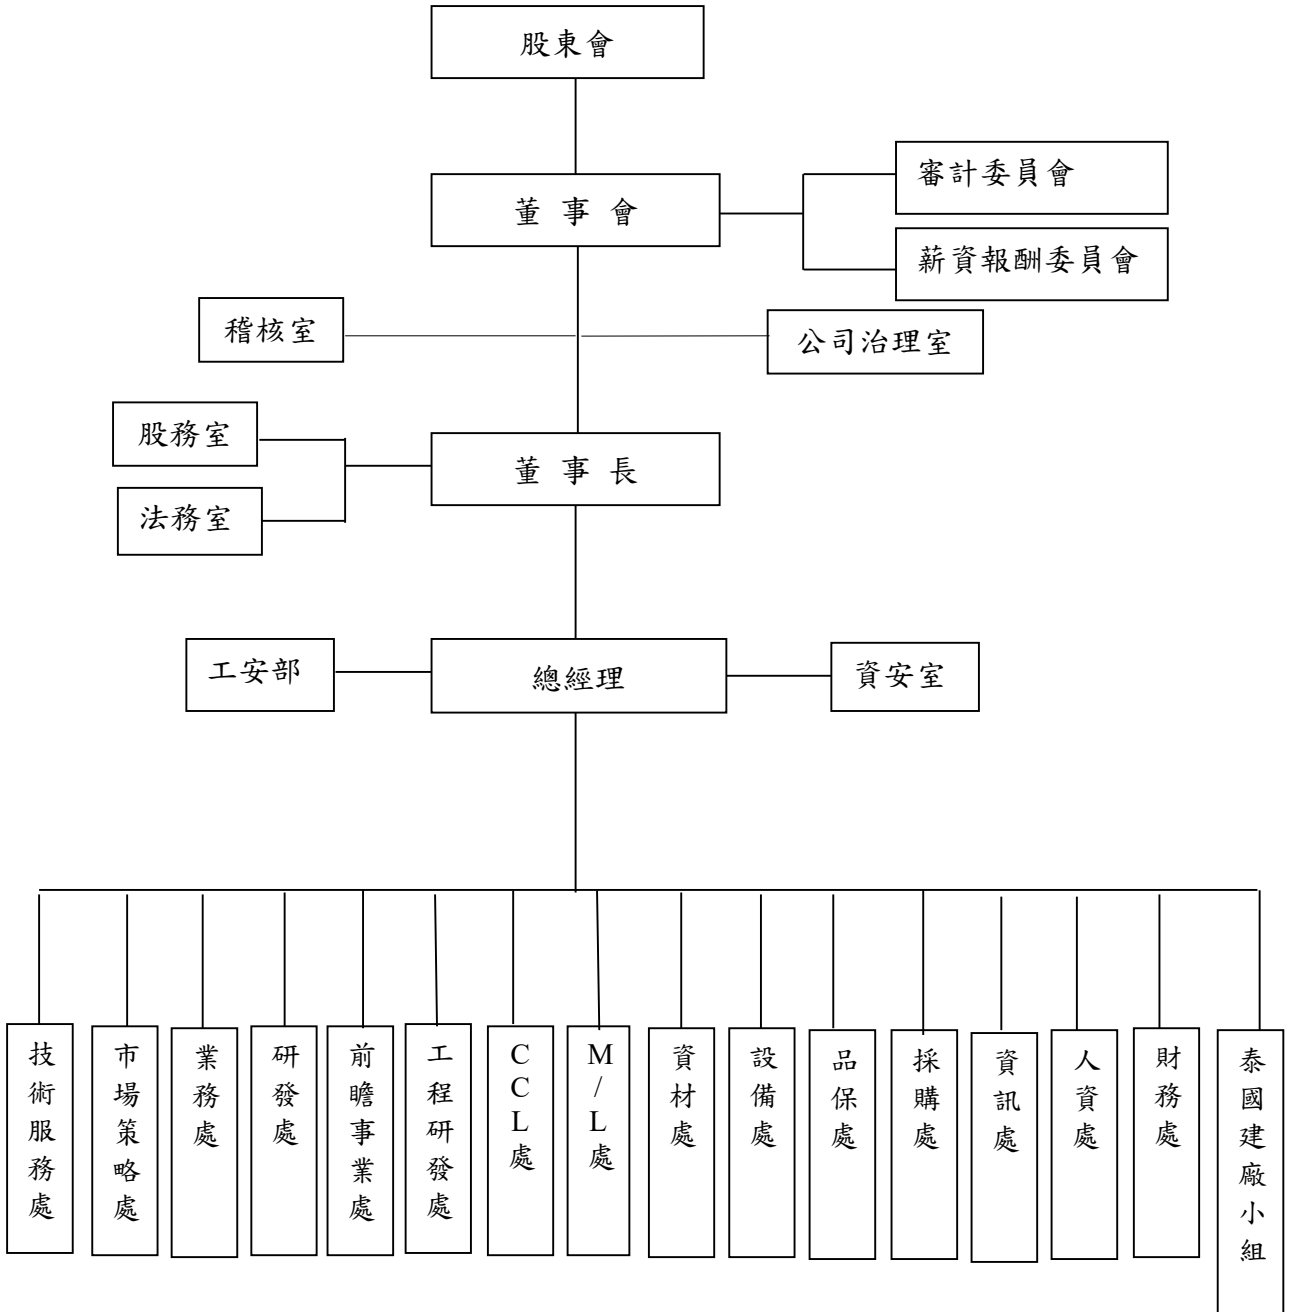 股東會
董 事 會
審計委員會
薪資報酬委員會
稽核室
公司治理室
股務室
董 事 長
法務室
工安部
總經理
資安室
技術服務處
市場策略處
業務處
研發處
前瞻事業處
工程研發處
CCL處
M/L處
資材處
設備處
品保處
採購處
資訊處
人資處
財務處
泰國建廠小組